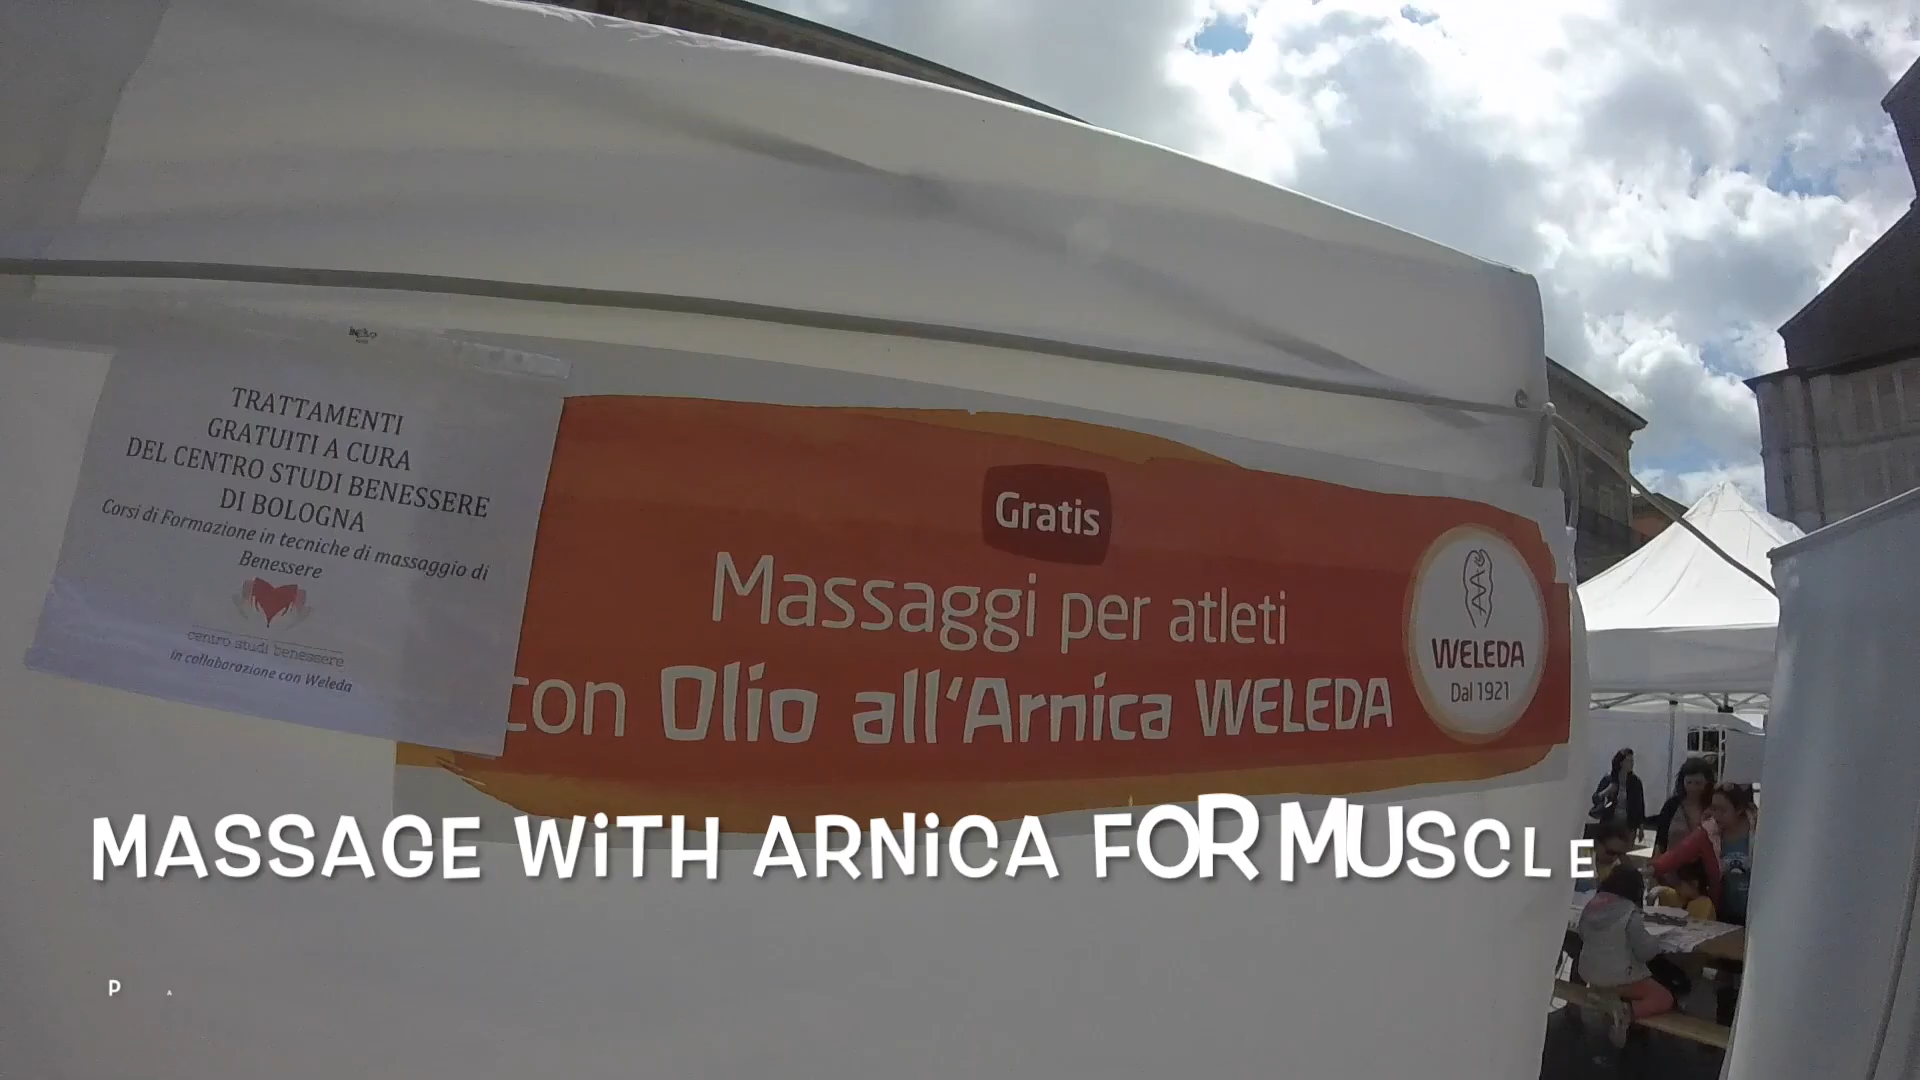 TRATTAMENTI
GRATUITI A CURA
DEL CENTRO STUDI BENESSERE
DI BOLOGNA
Corsi di Formazione in tecniche di massaggio di
Benessere
centro studi benessere
in collaborazione con Weleda
Gratis
Massaggi per atleti
con Olio all'Arnica WELEDA
WELEDA
Dal 1921
MASSAGE WiTH ARNiCA FOR MUSCLE
P A